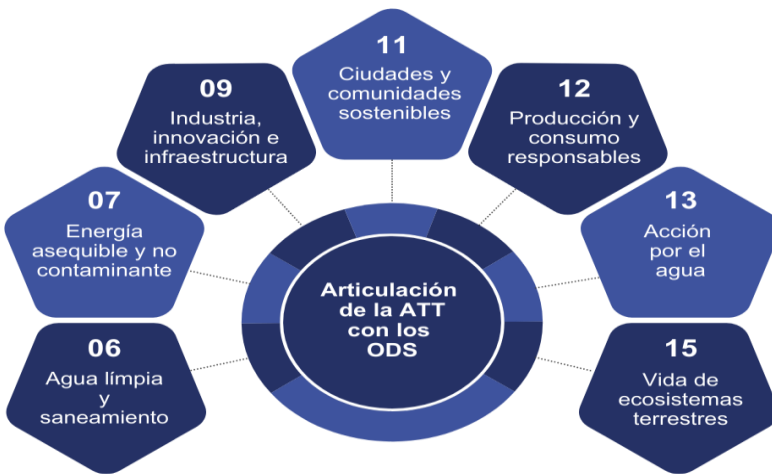 11
Ciudades y
comunidades
sostenibles
09
Industria,
innovación e
infraestructura
12
Producción y
consumo
responsables
07
Energía
asequible y no
contaminante
13
Acción
por el
agua
Articulación
de la ATT
con los
ODS
06
Agua límpia
y
saneamiento
15
Vida de
ecosistemas
terrestres